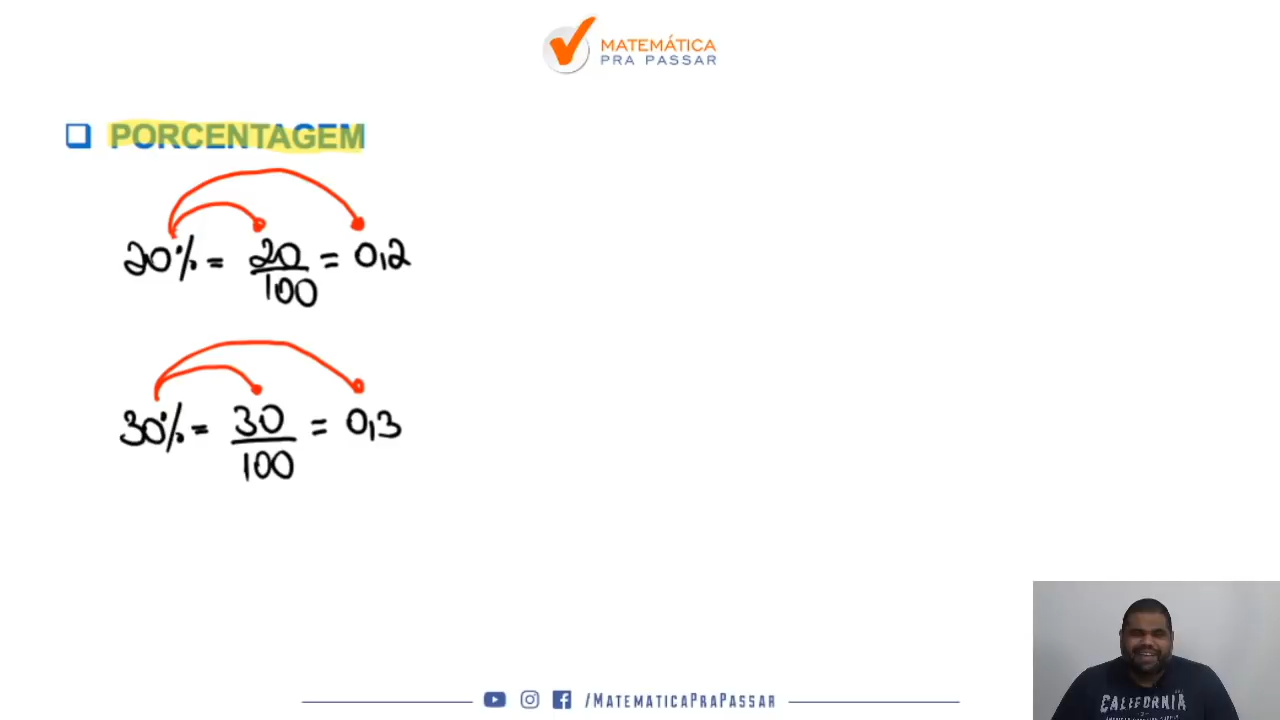 MATEMÁTICA
PRA PASSAR
PORCENTAGEM
20% = 20/100 = 0,2
30% = 30/100 = 0,3
CALIFORNIA
/MATEMATICAPRAPASSAR